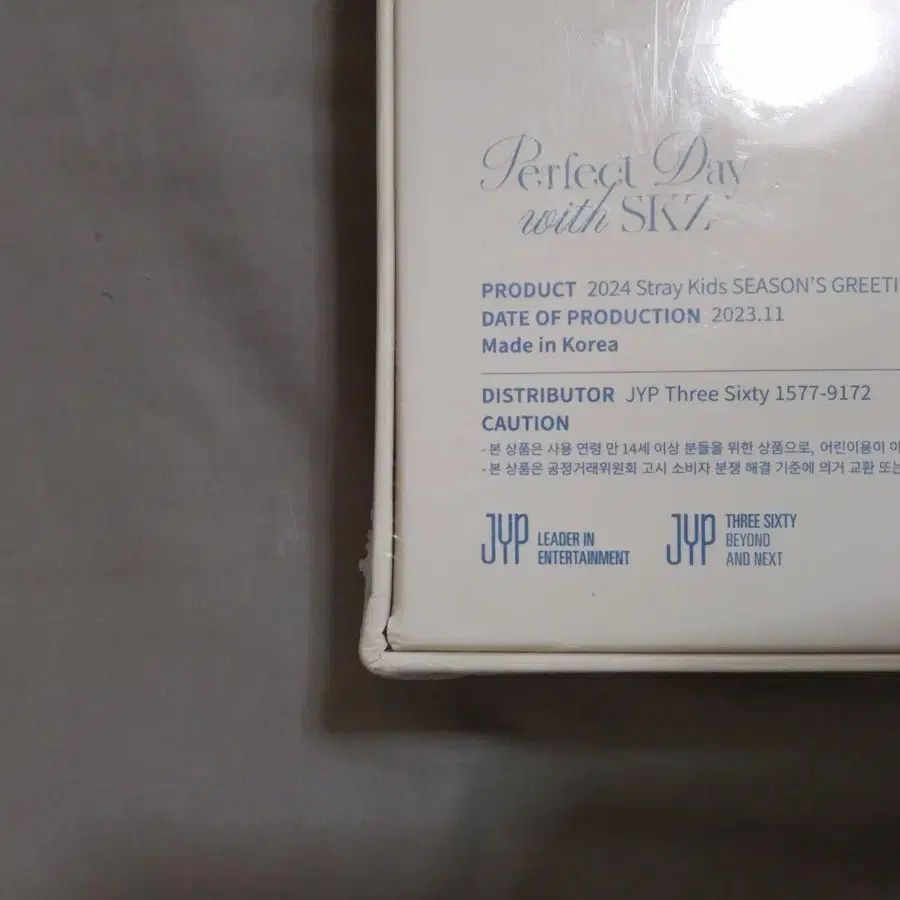 Perfect Day
with SKZ
PRODUCT 2024 Stray Kids SEASON'S GREETI
DATE OF PRODUCTION 2023.11
Made in Korea
DISTRIBUTOR JYP Three Sixty 1577-9172
CAUTION
- 본 상품은 사용 연령 만 14세 이상 분들을 위한 상품으로, 어린이용이 아
- 본 상품은 공정거래위원회 고시 소비자 분쟁 해결 기준에 의거 교환 또는
JYP LEADER IN
ENTERTAINMENT
JYP THREE SIXTY
BEYOND
AND NEXT